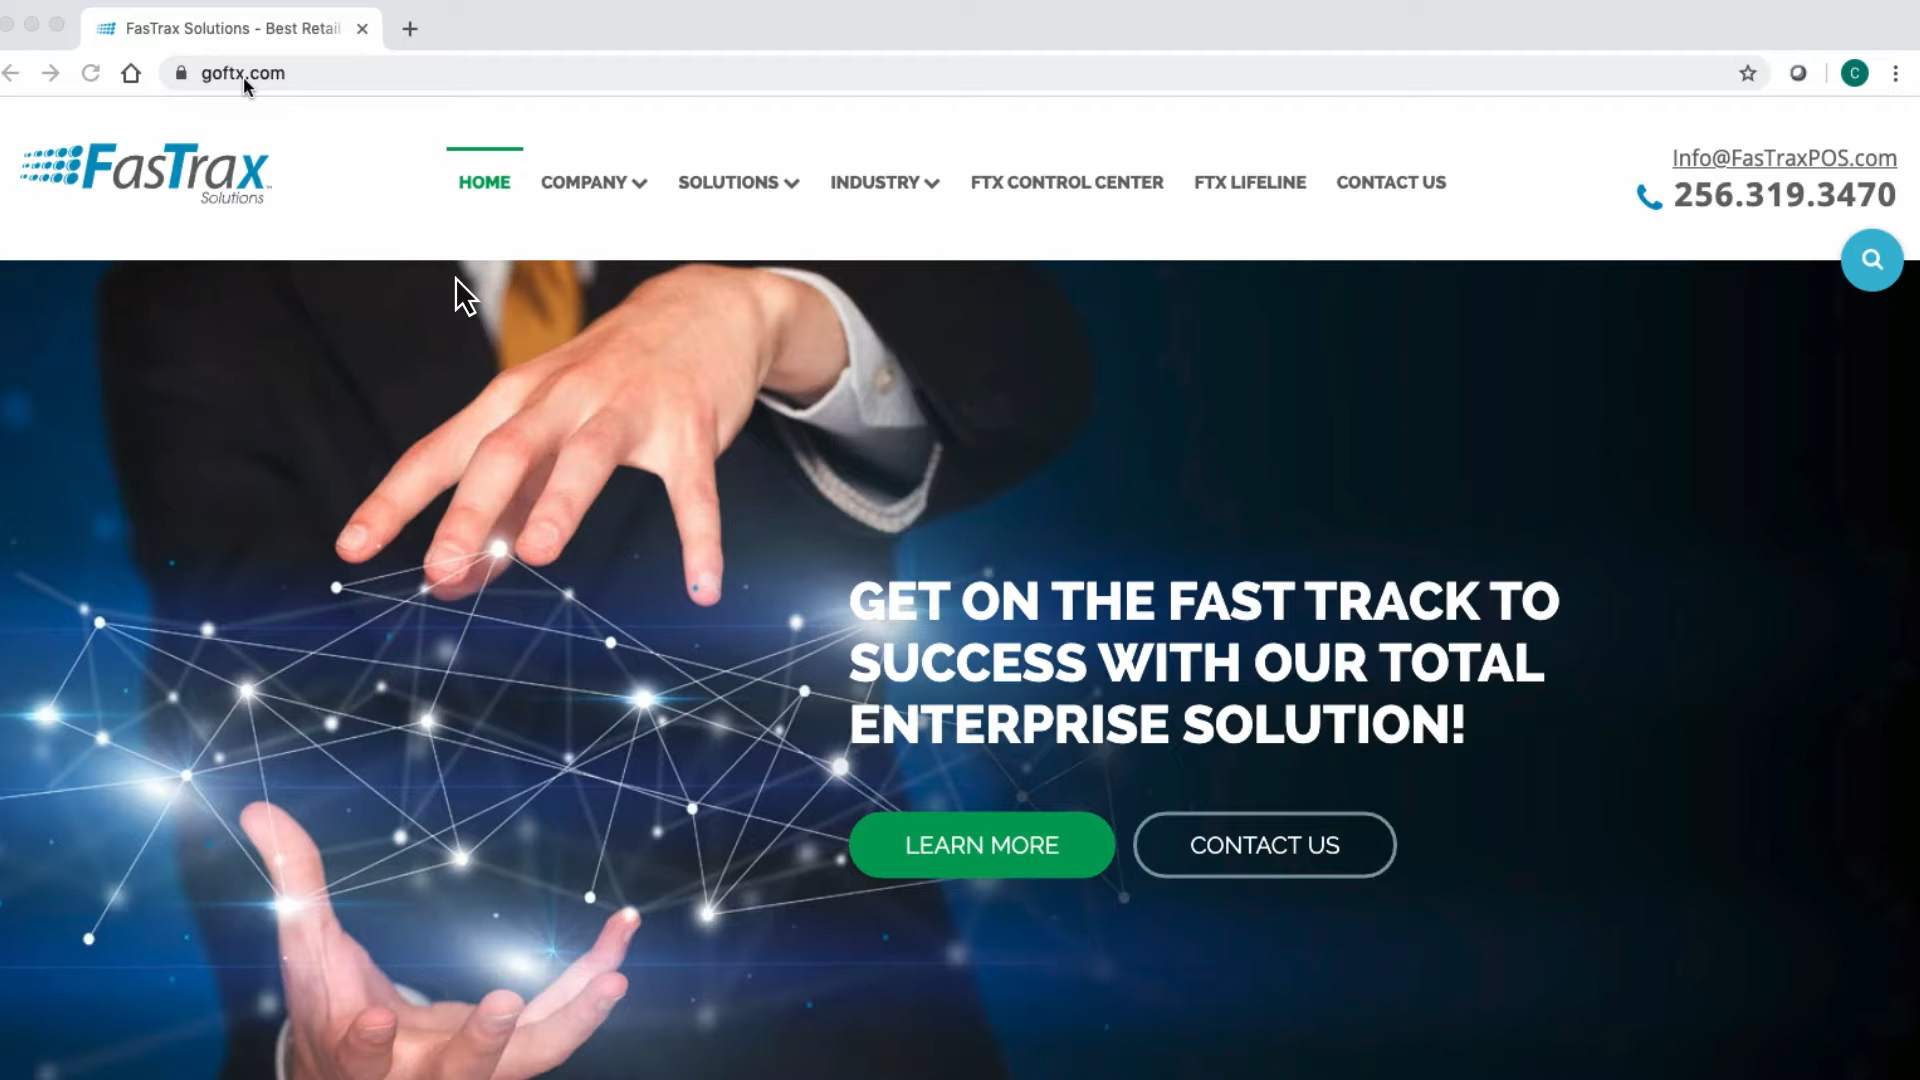 FasTrax Solutions - Best Retail
goftx.com
C
FasTrax
Solutions
HOME
COMPANY
SOLUTIONS
INDUSTRY
FTX CONTROL CENTER
FTX LIFELINE
CONTACT US
Info@FasTraxPOS.com
256.319.3470
GET ON THE FAST TRACK TO
SUCCESS WITH OUR TOTAL
ENTERPRISE SOLUTION!
LEARN MORE
CONTACT US